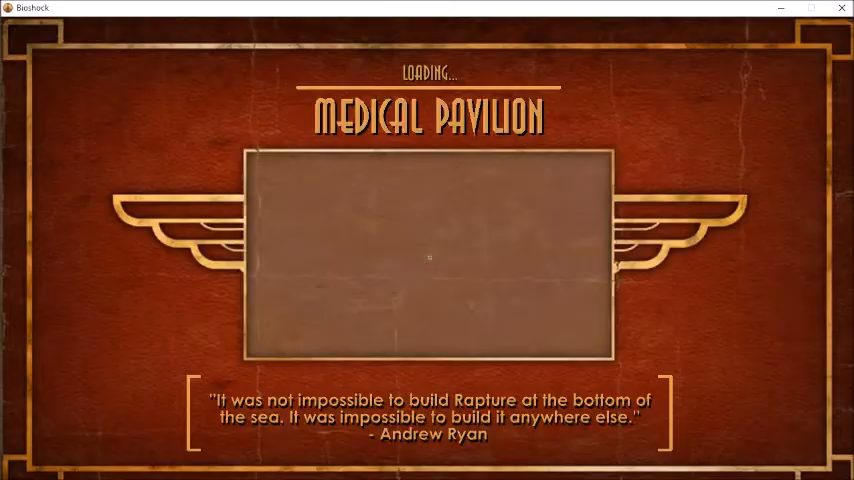 Bioshock
LOADING...
MEDICAL PAVILION
"It was not impossible to build Rapture at the bottom of
the sea. It was impossible to build it anywhere else."
- Andrew Ryan